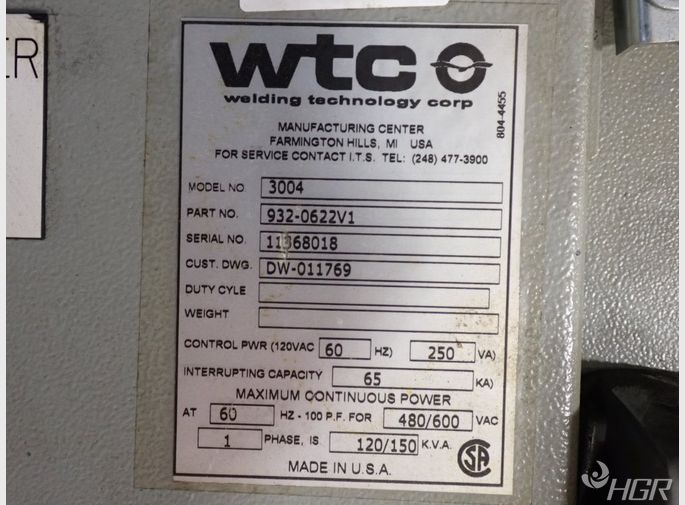 ER
wtc
welding technology corp
804-4455
MANUFACTURING CENTER
FARMINGTON HILLS, MI USA
FOR SERVICE CONTACT I.T.S. TEL: (248) 477-3900
MODEL NO 3004
PART NO. 932-0622V1
SERIAL NO. 11368018
CUST. DWG. DW-011769
DUTY CYLE
WEIGHT
CONTROL PWR (120VAC 60 HZ) 250 VA)
INTERRUPTING CAPACITY 65 KA)
MAXIMUM CONTINUOUS POWER
AT 60 HZ - 100 P.F. FOR 480/600 VAC
1 PHASE, IS 120/150 K.V.A.
MADE IN U.S.A.
SA
HGR